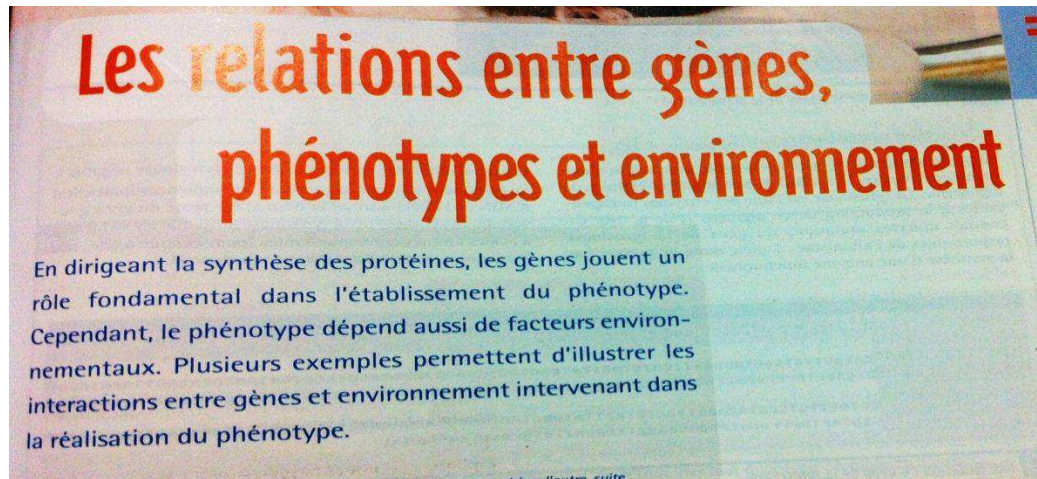 Les relations entre gènes,
phénotypes et environnement
En dirigeant la synthèse des protéines, les gènes jouent un
rôle fondamental dans l'établissement du phénotype.
Cependant, le phénotype dépend aussi de facteurs environ-
nementaux. Plusieurs exemples permettent d'illustrer les
interactions entre gènes et environnement intervenant dans
la réalisation du phénotype.
l'autre suite